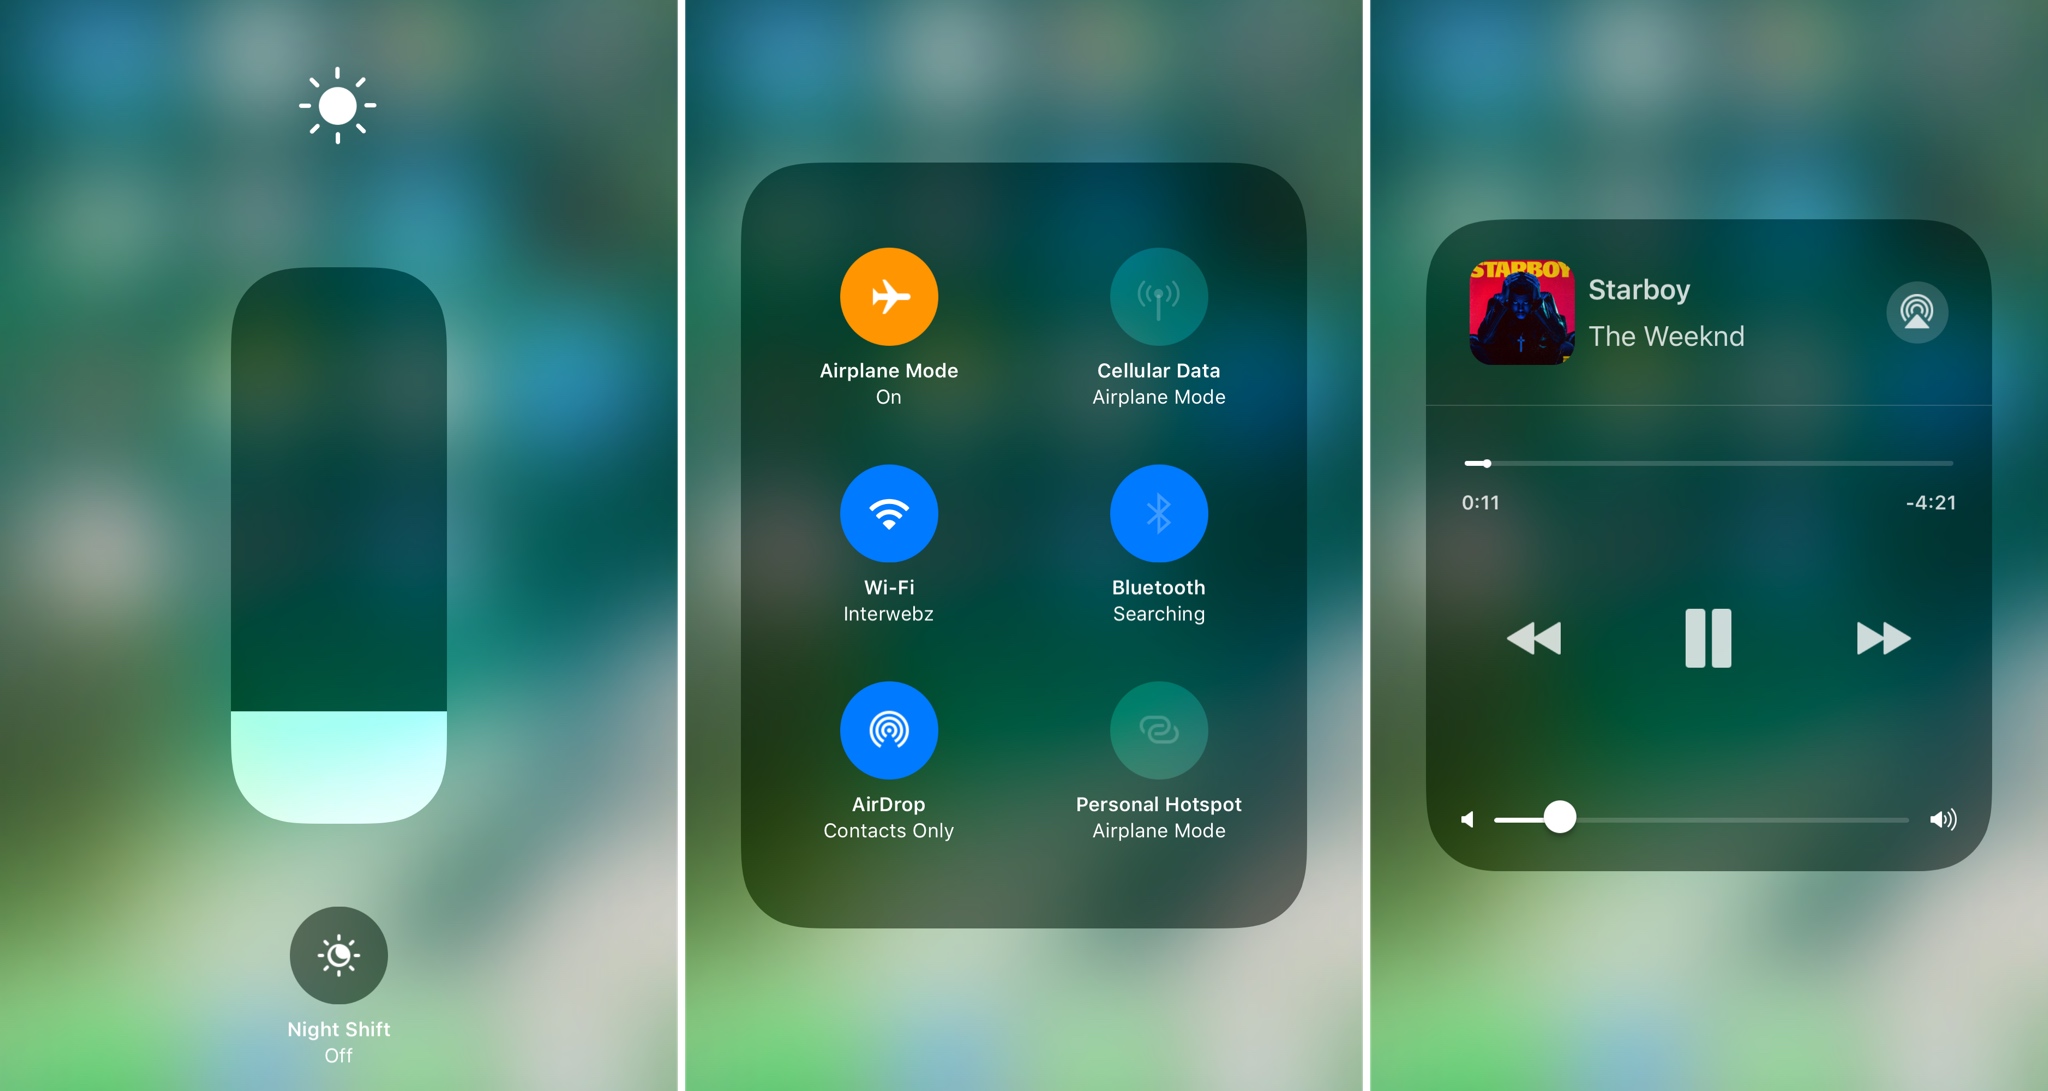 Night Shift
Off
Airplane Mode
On
Cellular Data
Airplane Mode
Wi-Fi
Interwebz
Bluetooth
Searching
AirDrop
Contacts Only
Personal Hotspot
Airplane Mode
STARBOY
Starboy
The Weeknd
0:11
-4:21